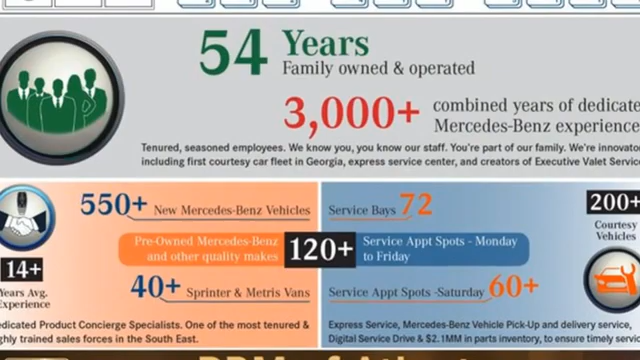 54 Years
Family owned & operated
3,000+ combined years of
Mercedes-Benz experience
Tenured, seasoned employees. We know you, you know our staff. You're part of our family. We're
including first courtesy car fleet in Georgia, express service center, and creators of Executive Valet
550+ New Mercedes-Benz Vehicles
Service Bays 72
200+
Courtesy
Vehicles
Pre-Owned Mercedes-Benz
and other quality makes
120+
Service Appt Spots - Monday
to Friday
14+
Years Avg.
Experience
40+ Sprinter & Metris Vans
Service Appt Spots -Saturday 60+
Product Concierge Specialists. One of the most tenured &
trained sales forces in the South East.
Express Service, Mercedes-Benz Vehicle Pick-Up and delivery service,
Digital Service Drive & $2.1MM in parts inventory, to ensure timely